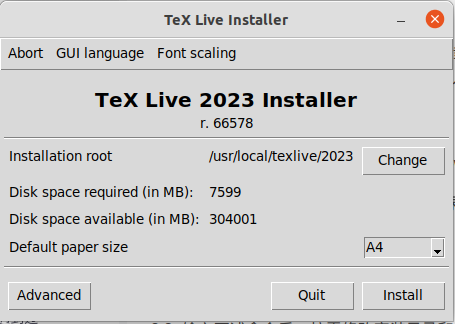 TeX Live Installer
Abort GUI language Font scaling
TeX Live 2023 Installer
r. 66578
Installation root /usr/local/texlive/2023 Change
Disk space required (in MB): 7599
Disk space available (in MB): 304001
Default paper size A4
Advanced Quit Install